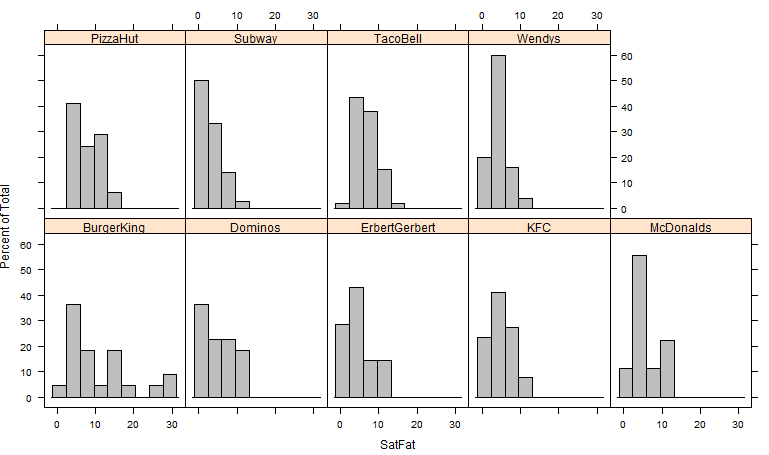 0 10 20 30 0 10 20 30
PizzaHut Subway TacoBell Wendys
60
50
40
30
20
10
0
Percent of Total
BurgerKing Dominos ErbertGerbert KFC McDonalds
60
50
40
30
20
10
0
0 10 20 30 0 10 20 30 0 10 20 30
SatFat